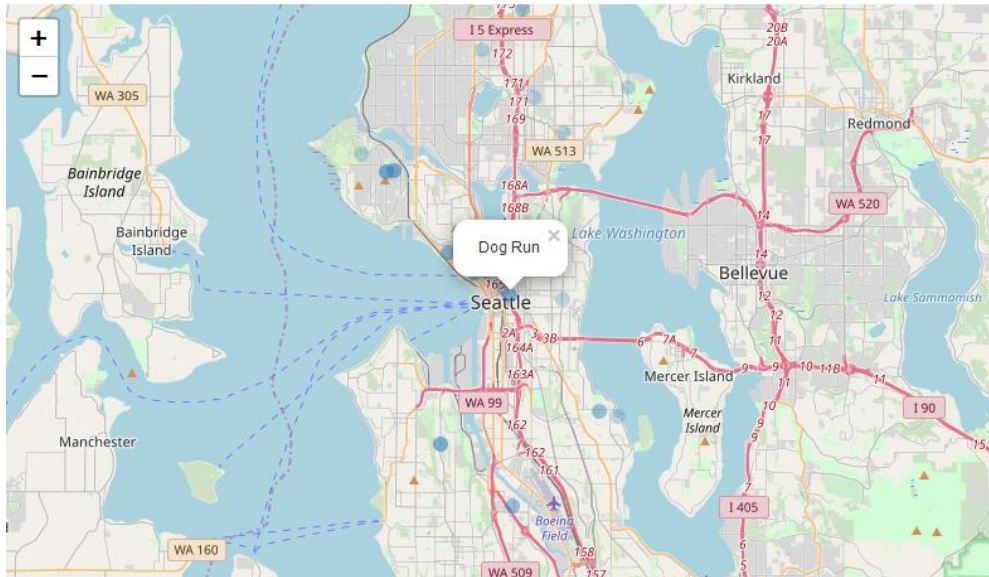 +
−
173
I 5 Express
172
171
171
169
WA 513
168A
168B
20B
20A
Kirkland
17
17
Redmond
WA 520
14
14
WA 305
Bainbridge
Island
Bainbridge
Island
Dog Run
×
Lake Washington
Bellevue
Lake Sammamish
165
Seattle
2A
3
3B
164A
163A
6
7A
7
Mercer Island
Mercer
Island
12
12
11
9
9
10
11B
11
11
10
9
9
I 90
15
WA 99
162
162
161
Manchester
7
I 405
6
5
Boeing
Field
WA 160
158
157
WA 509